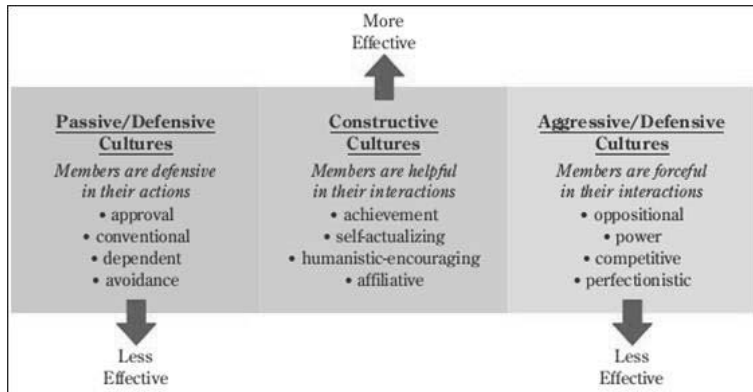 More
Effective
Passive/Defensive
Cultures
Members are defensive
in their actions
• approval
• conventional
• dependent
• avoidance
Constructive
Cultures
Members are helpful
in their interactions
• achievement
• self-actualizing
• humanistic-encouraging
• affiliative
Aggressive/Defensive
Cultures
Members are forceful
in their interactions
• oppositional
• power
• competitive
• perfectionistic
Less
Effective
Less
Effective